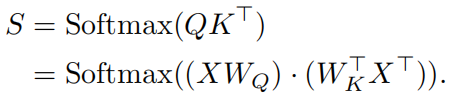 S = Softmax(QK⊤)
= Softmax((XW_Q) · (W_K⊤X⊤)).